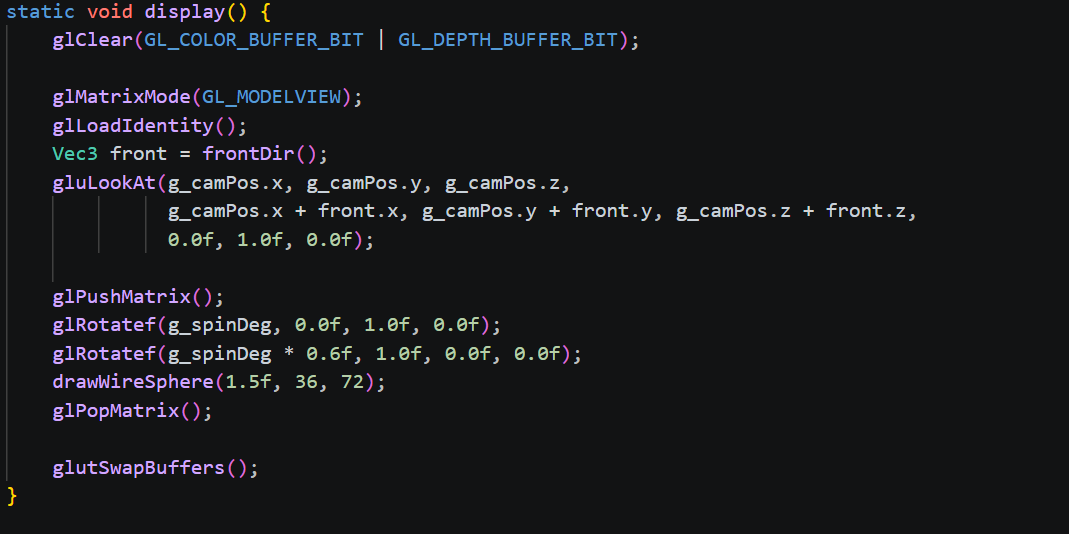 static void display() {
    glClear(GL_COLOR_BUFFER_BIT | GL_DEPTH_BUFFER_BIT);

    glMatrixMode(GL_MODELVIEW);
    glLoadIdentity();
    Vec3 front = frontDir();
    gluLookAt(g_camPos.x, g_camPos.y, g_camPos.z,
              g_camPos.x + front.x, g_camPos.y + front.y, g_camPos.z + front.z,
              0.0f, 1.0f, 0.0f);

    glPushMatrix();
    glRotatef(g_spinDeg, 0.0f, 1.0f, 0.0f);
    glRotatef(g_spinDeg * 0.6f, 1.0f, 0.0f, 0.0f);
    drawWireSphere(1.5f, 36, 72);
    glPopMatrix();

    glutSwapBuffers();
}